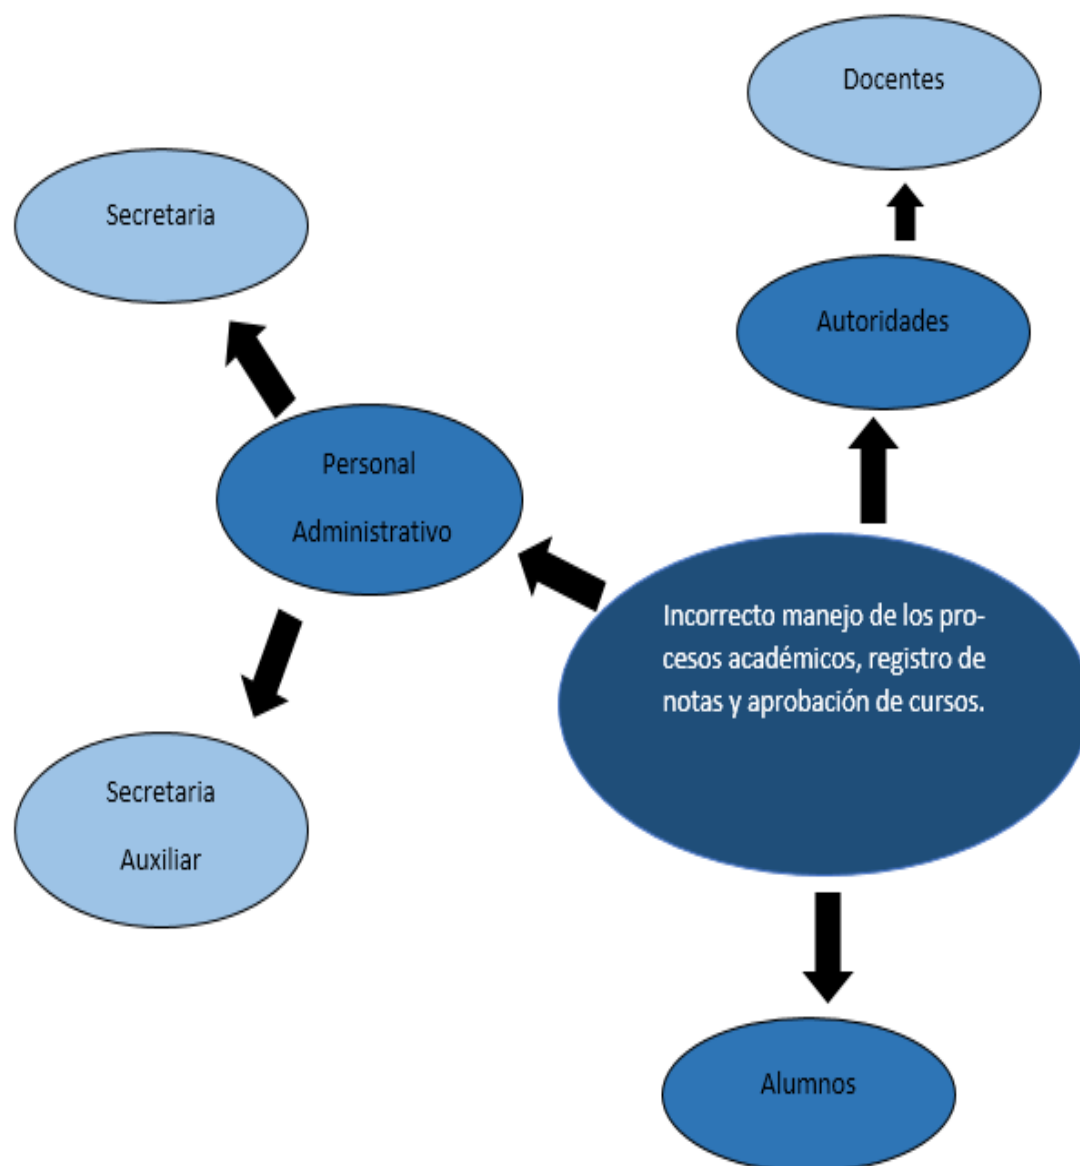 Docentes
Secretaria
Autoridades
Personal
Administrativo
Incorrecto manejo de los pro-
cesos académicos, registro de
notas y aprobación de cursos.
Secretaria
Auxiliar
Alumnos